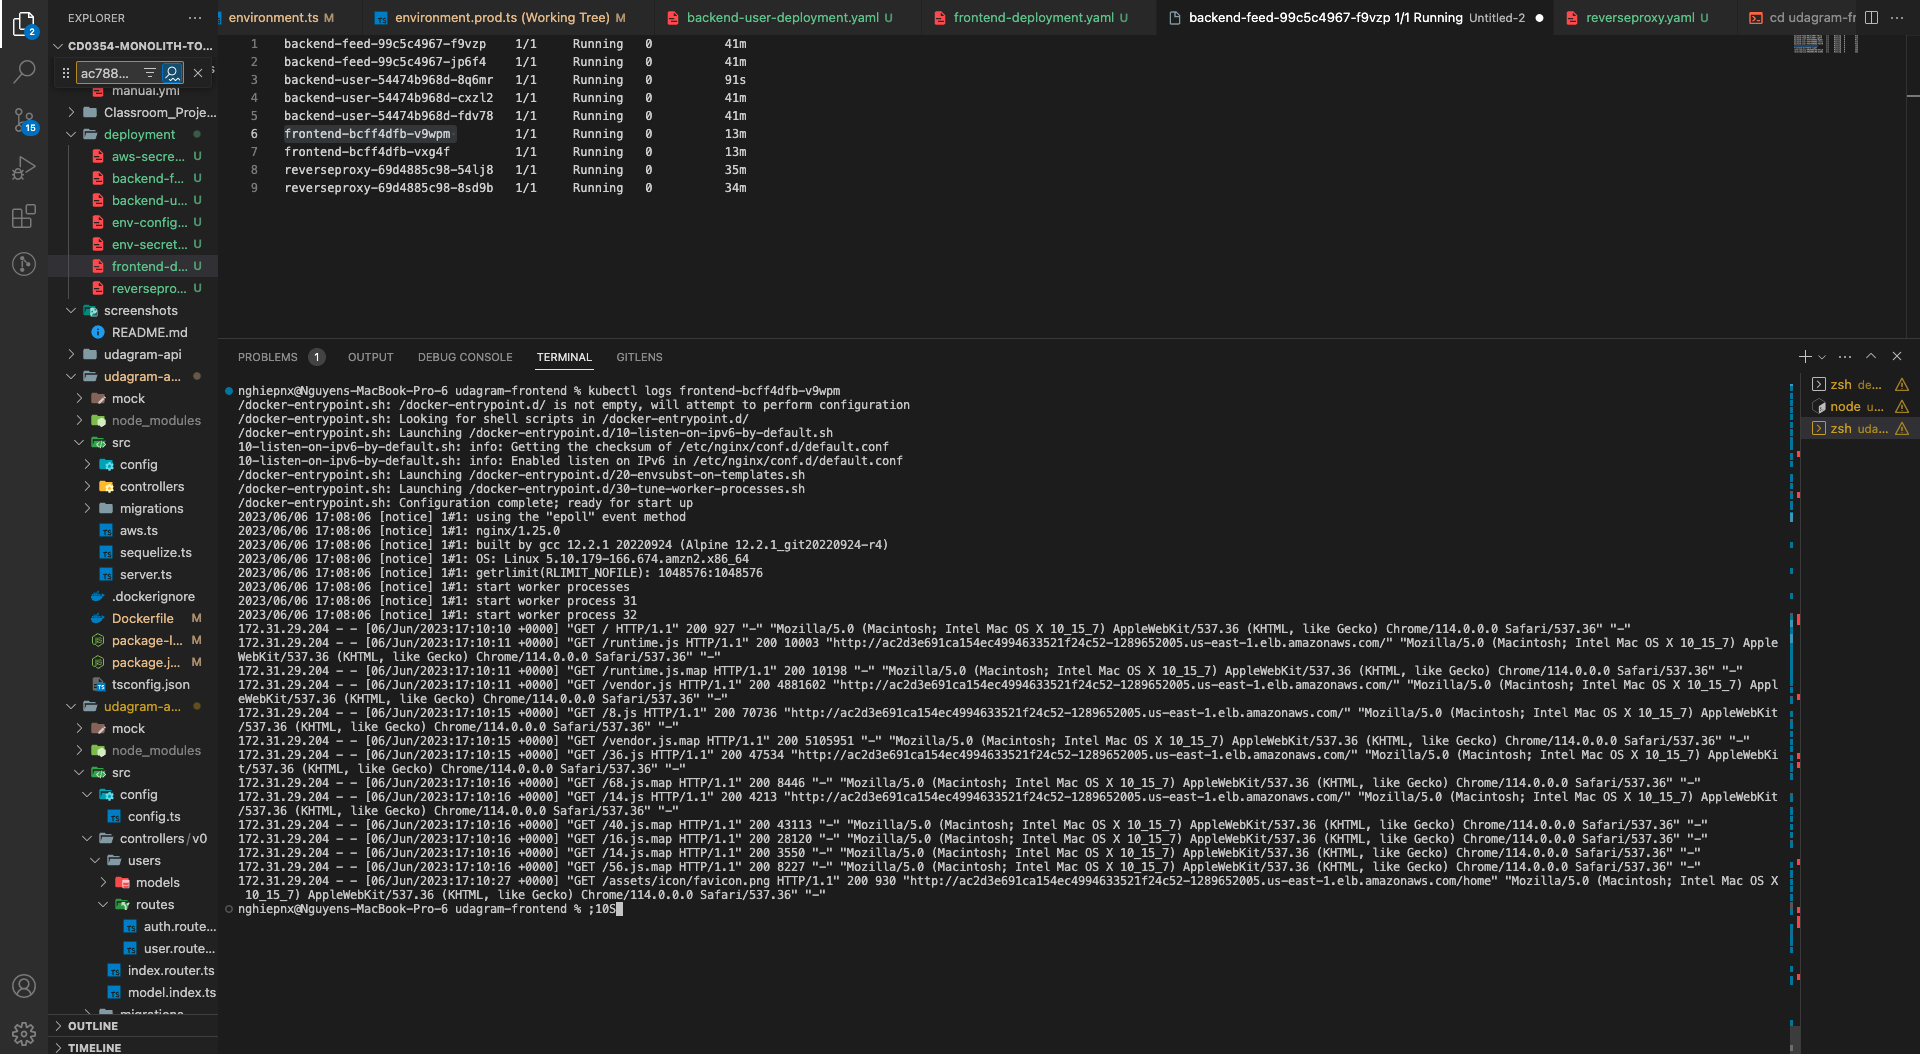 EXPLORER
2
15
CD0354-MONOLITH-TO...
ac788...
manual.yml
Classroom_Proje...
deployment
aws-secre... U
backend-f... U
backend-u... U
env-config... U
env-secret... U
frontend-d... U
reversepro... U
screenshots
README.md
udagram-api
udagram-a...
mock
node_modules
src
config
controllers
migrations
aws.ts
sequelize.ts
server.ts
.dockerignore
Dockerfile M
package-l... M
package.j... M
tsconfig.json
udagram-a...
mock
node_modules
src
config
config.ts
controllers/v0
users
models
routes
auth.route...
user.route...
index.router.ts
model.index.ts
migrations
OUTLINE
TIMELINE
environment.ts M
environment.prod.ts (Working Tree) M
backend-user-deployment.yaml U
frontend-deployment.yaml U
backend-feed-99c5c4967-f9vzp 1/1 Running Untitled-2
reverseproxy.yaml U
cd udagram-fr
1 backend-feed-99c5c4967-f9vzp 1/1 Running 0 41m
2 backend-feed-99c5c4967-jp6f4 1/1 Running 0 41m
3 backend-user-54474b968d-8q6mr 1/1 Running 0 91s
4 backend-user-54474b968d-cxzl2 1/1 Running 0 41m
5 backend-user-54474b968d-fdv78 1/1 Running 0 41m
6 frontend-bcff4dfb-v9wpm 1/1 Running 0 13m
7 frontend-bcff4dfb-vxg4f 1/1 Running 0 13m
8 reverseproxy-69d4885c98-54lj8 1/1 Running 0 35m
9 reverseproxy-69d4885c98-8sd9b 1/1 Running 0 34m
PROBLEMS 1 OUTPUT DEBUG CONSOLE TERMINAL GITLENS
nghiepnx@Nguyens-MacBook-Pro-6 udagram-frontend % kubectl logs frontend-bcff4dfb-v9wpm
/docker-entrypoint.sh: /docker-entrypoint.d/ is not empty, will attempt to perform configuration
/docker-entrypoint.sh: Looking for shell scripts in /docker-entrypoint.d/
/docker-entrypoint.sh: Launching /docker-entrypoint.d/10-listen-on-ipv6-by-default.sh
10-listen-on-ipv6-by-default.sh: info: Getting the checksum of /etc/nginx/conf.d/default.conf
10-listen-on-ipv6-by-default.sh: info: Enabled listen on IPv6 in /etc/nginx/conf.d/default.conf
/docker-entrypoint.sh: Launching /docker-entrypoint.d/20-envsubst-on-templates.sh
/docker-entrypoint.sh: Launching /docker-entrypoint.d/30-tune-worker-processes.sh
/docker-entrypoint.sh: Configuration complete; ready for start up
2023/06/06 17:08:06 [notice] 1#1: using the "epoll" event method
2023/06/06 17:08:06 [notice] 1#1: nginx/1.25.0
2023/06/06 17:08:06 [notice] 1#1: built by gcc 12.2.1 20220924 (Alpine 12.2.1_git20220924-r4)
2023/06/06 17:08:06 [notice] 1#1: OS: Linux 5.10.179-166.674.amzn2.x86_64
2023/06/06 17:08:06 [notice] 1#1: getrlimit(RLIMIT_NOFILE): 1048576:1048576
2023/06/06 17:08:06 [notice] 1#1: start worker processes
2023/06/06 17:08:06 [notice] 1#1: start worker process 31
2023/06/06 17:08:06 [notice] 1#1: start worker process 32
172.31.29.204 - - [06/Jun/2023:17:10:10 +0000] "GET / HTTP/1.1" 200 927 "-" "Mozilla/5.0 (Macintosh; Intel Mac OS X 10_15_7) AppleWebKit/537.36 (KHTML, like Gecko) Chrome/114.0.0.0 Safari/537.36" "-"
172.31.29.204 - - [06/Jun/2023:17:10:11 +0000] "GET /runtime.js HTTP/1.1" 200 10003 "http://ac2d3e691ca154ec4994633521f24c52-1289652005.us-east-1.elb.amazonaws.com/" "Mozilla/5.0 (Macintosh; Intel Mac OS X 10_15_7) Apple
WebKit/537.36 (KHTML, like Gecko) Chrome/114.0.0.0 Safari/537.36" "-"
172.31.29.204 - - [06/Jun/2023:17:10:11 +0000] "GET /runtime.js.map HTTP/1.1" 200 10198 "-" "Mozilla/5.0 (Macintosh; Intel Mac OS X 10_15_7) AppleWebKit/537.36 (KHTML, like Gecko) Chrome/114.0.0.0 Safari/537.36" "-"
172.31.29.204 - - [06/Jun/2023:17:10:11 +0000] "GET /vendor.js HTTP/1.1" 200 4881602 "http://ac2d3e691ca154ec4994633521f24c52-1289652005.us-east-1.elb.amazonaws.com/" "Mozilla/5.0 (Macintosh; Intel Mac OS X 10_15_7) Appl
eWebKit/537.36 (KHTML, like Gecko) Chrome/114.0.0.0 Safari/537.36" "-"
172.31.29.204 - - [06/Jun/2023:17:10:15 +0000] "GET /8.js HTTP/1.1" 200 70736 "http://ac2d3e691ca154ec4994633521f24c52-1289652005.us-east-1.elb.amazonaws.com/" "Mozilla/5.0 (Macintosh; Intel Mac OS X 10_15_7) AppleWebKit
/537.36 (KHTML, like Gecko) Chrome/114.0.0.0 Safari/537.36" "-"
172.31.29.204 - - [06/Jun/2023:17:10:15 +0000] "GET /vendor.js.map HTTP/1.1" 200 5105951 "-" "Mozilla/5.0 (Macintosh; Intel Mac OS X 10_15_7) AppleWebKit/537.36 (KHTML, like Gecko) Chrome/114.0.0.0 Safari/537.36" "-"
172.31.29.204 - - [06/Jun/2023:17:10:15 +0000] "GET /36.js HTTP/1.1" 200 47534 "http://ac2d3e691ca154ec4994633521f24c52-1289652005.us-east-1.elb.amazonaws.com/" "Mozilla/5.0 (Macintosh; Intel Mac OS X 10_15_7) AppleWebKi
t/537.36 (KHTML, like Gecko) Chrome/114.0.0.0 Safari/537.36" "-"
172.31.29.204 - - [06/Jun/2023:17:10:16 +0000] "GET /68.js.map HTTP/1.1" 200 8446 "-" "Mozilla/5.0 (Macintosh; Intel Mac OS X 10_15_7) AppleWebKit/537.36 (KHTML, like Gecko) Chrome/114.0.0.0 Safari/537.36" "-"
172.31.29.204 - - [06/Jun/2023:17:10:16 +0000] "GET /14.js HTTP/1.1" 200 4213 "http://ac2d3e691ca154ec4994633521f24c52-1289652005.us-east-1.elb.amazonaws.com/" "Mozilla/5.0 (Macintosh; Intel Mac OS X 10_15_7) AppleWebKit
/537.36 (KHTML, like Gecko) Chrome/114.0.0.0 Safari/537.36" "-"
172.31.29.204 - - [06/Jun/2023:17:10:16 +0000] "GET /40.js.map HTTP/1.1" 200 43113 "-" "Mozilla/5.0 (Macintosh; Intel Mac OS X 10_15_7) AppleWebKit/537.36 (KHTML, like Gecko) Chrome/114.0.0.0 Safari/537.36" "-"
172.31.29.204 - - [06/Jun/2023:17:10:16 +0000] "GET /16.js.map HTTP/1.1" 200 28120 "-" "Mozilla/5.0 (Macintosh; Intel Mac OS X 10_15_7) AppleWebKit/537.36 (KHTML, like Gecko) Chrome/114.0.0.0 Safari/537.36" "-"
172.31.29.204 - - [06/Jun/2023:17:10:16 +0000] "GET /14.js.map HTTP/1.1" 200 3550 "-" "Mozilla/5.0 (Macintosh; Intel Mac OS X 10_15_7) AppleWebKit/537.36 (KHTML, like Gecko) Chrome/114.0.0.0 Safari/537.36" "-"
172.31.29.204 - - [06/Jun/2023:17:10:16 +0000] "GET /56.js.map HTTP/1.1" 200 8227 "-" "Mozilla/5.0 (Macintosh; Intel Mac OS X 10_15_7) AppleWebKit/537.36 (KHTML, like Gecko) Chrome/114.0.0.0 Safari/537.36" "-"
172.31.29.204 - - [06/Jun/2023:17:10:27 +0000] "GET /assets/icon/favicon.png HTTP/1.1" 200 930 "http://ac2d3e691ca154ec4994633521f24c52-1289652005.us-east-1.elb.amazonaws.com/home" "Mozilla/5.0 (Macintosh; Intel Mac OS X
10_15_7) AppleWebKit/537.36 (KHTML, like Gecko) Chrome/114.0.0.0 Safari/537.36" "-"
nghiepnx@Nguyens-MacBook-Pro-6 udagram-frontend % ;10S
zsh de...
node u...
zsh uda...